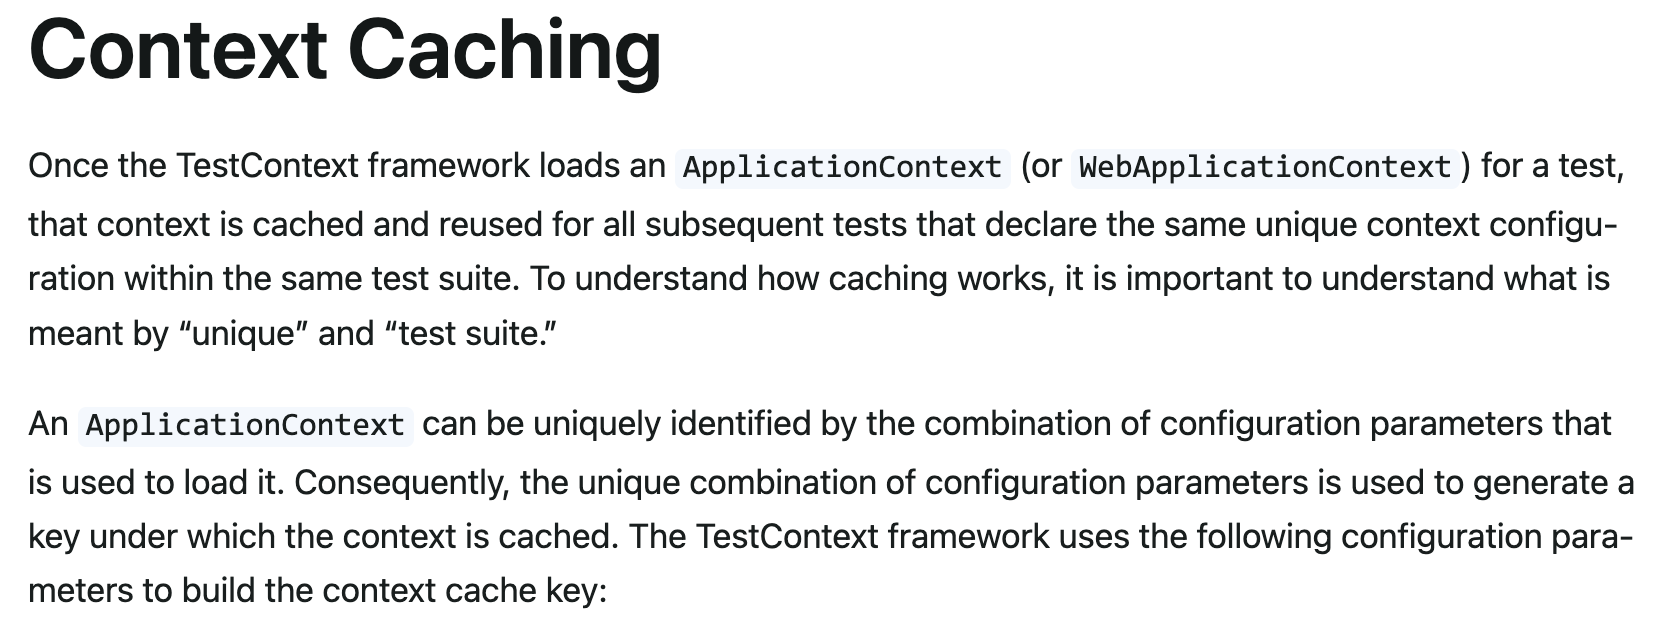 Context Caching
Once the TestContext framework loads an ApplicationContext (or WebApplicationContext) for a test,
that context is cached and reused for all subsequent tests that declare the same unique context configu-
ration within the same test suite. To understand how caching works, it is important to understand what is
meant by “unique” and “test suite.”
An ApplicationContext can be uniquely identified by the combination of configuration parameters that
is used to load it. Consequently, the unique combination of configuration parameters is used to generate a
key under which the context is cached. The TestContext framework uses the following configuration para-
meters to build the context cache key: